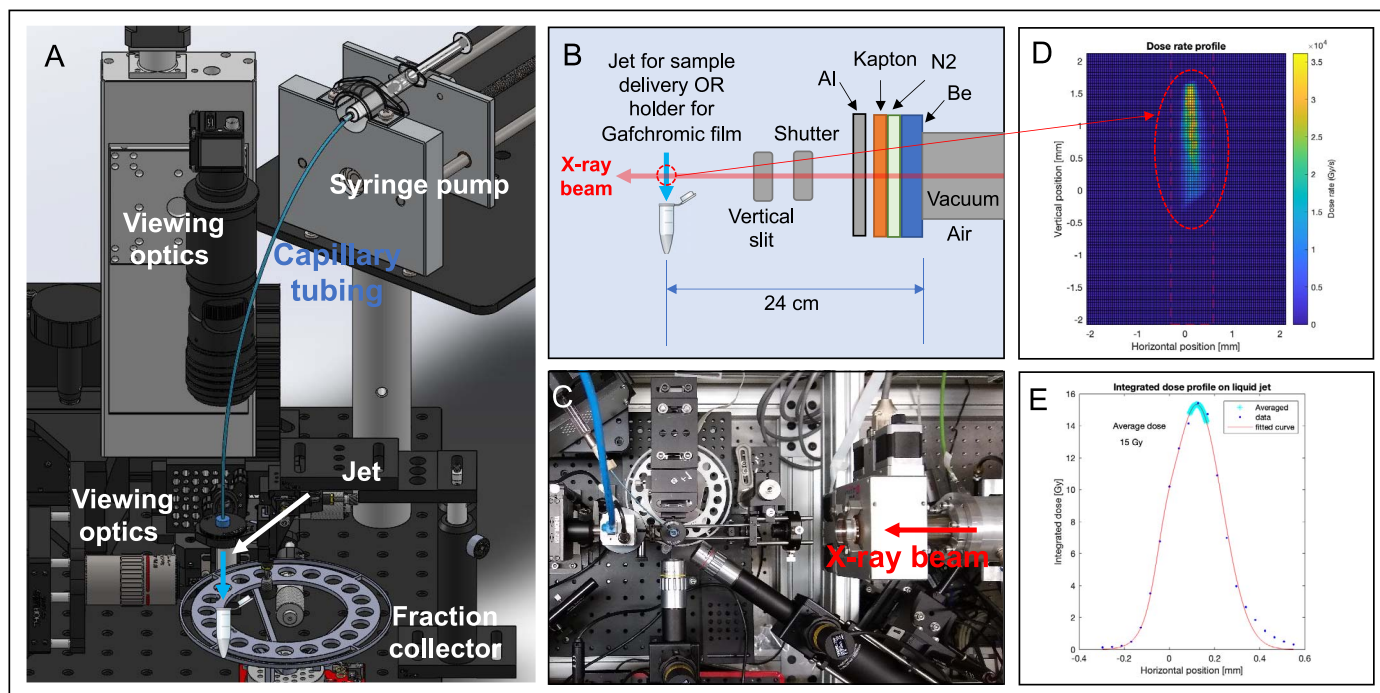 A
Viewing
optics
Syringe pump
Capillary
tubing
Jet
Viewing
optics
Fraction
collector
B
Jet for sample
delivery OR
holder for
Gafchromic film
Shutter
Al
Kapton
N2
Be
X-ray
beam
Vertical
slit
Vacuum
Air
24 cm
C
X-ray beam
D
Dose rate profile
×10⁴
2
1.5
1
0.5
0
-0.5
-1
-1.5
-2
Vertical position [mm]
-2
-1
0
1
2
Horizontal position [mm]
3.5
3
2.5
2
1.5
1
0.5
0
Dose rate (Gy/s)
E
Integrated dose profile on liquid jet
Averaged
data
fitted curve
Average dose
15 Gy
16
14
12
10
8
6
4
2
0
Integrated dose [Gy]
-0.4
-0.2
0
0.2
0.4
0.6
Horizontal position [mm]